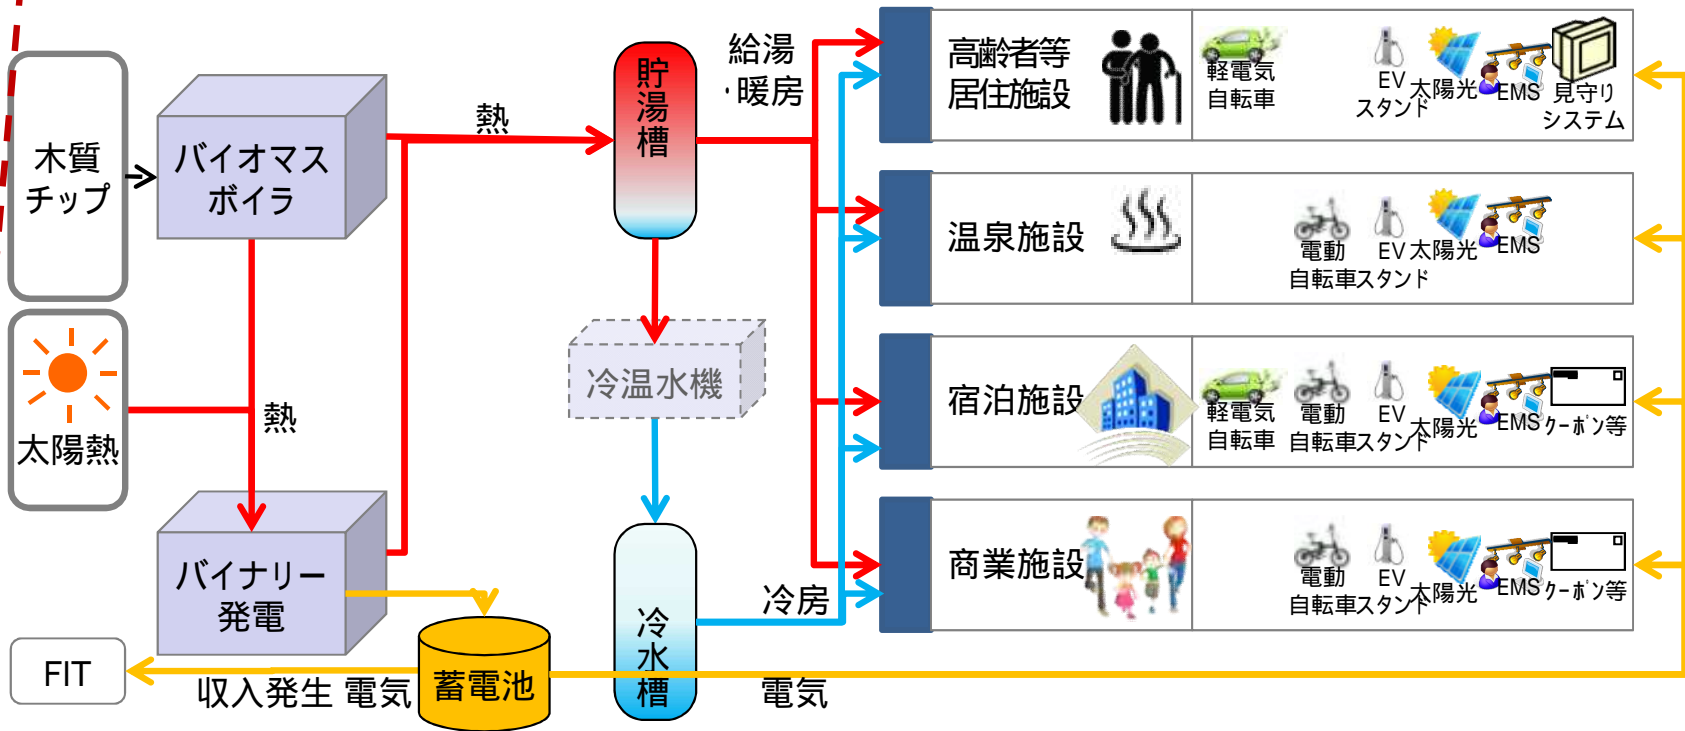 木質
チップ
太陽熱
FIT
バイオマス
ボイラ
熱
熱
バイナリー
発電
収入発生 電気
蓄電池
貯湯槽
冷温水機
冷水槽
給湯
・暖房
冷房
電気
高齢者等
居住施設
軽電気
自転車
EV
スタンド
太陽光
EMS
見守り
システム
温泉施設
電動
自転車
EV
スタンド
太陽光
EMS
宿泊施設
軽電気
自転車
電動
自転車
EV
スタンド
太陽光
EMS
クーポン等
商業施設
電動
自転車
EV
スタンド
太陽光
EMS
クーポン等